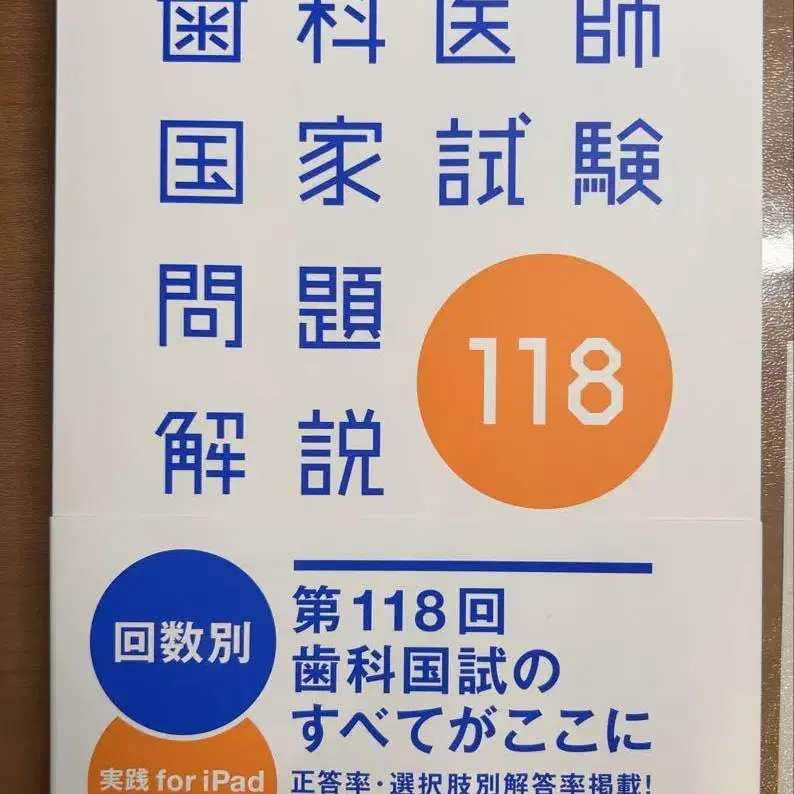 歯科医師
国家試験
問題
118
解説
回数別
第118回
歯科国試の
すべてがここに
実践 for iPad
正答率・選択肢別解答率掲載!